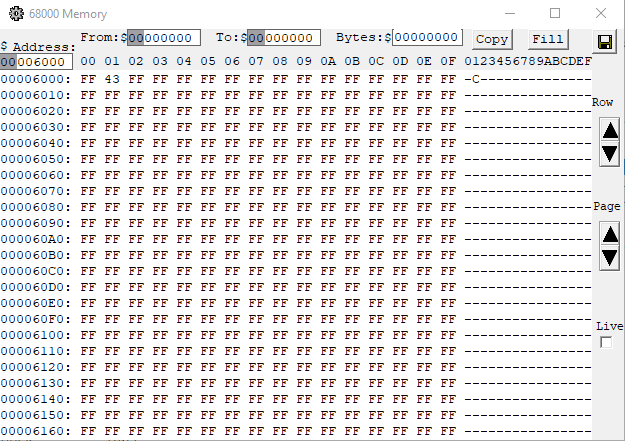 68000 Memory
From:$00000000 To:$00000000 Bytes:$00000000 Copy Fill
$ Address:
00006000 00 01 02 03 04 05 06 07 08 09 0A 0B 0C 0D 0E 0F 0123456789ABCDEF
00006000: FF 43 FF FF FF FF FF FF FF FF FF FF FF FF FF FF -C--------------
00006010: FF FF FF FF FF FF FF FF FF FF FF FF FF FF FF FF ----------------
00006020: FF FF FF FF FF FF FF FF FF FF FF FF FF FF FF FF ----------------
Row
00006030: FF FF FF FF FF FF FF FF FF FF FF FF FF FF FF FF ----------------
00006040: FF FF FF FF FF FF FF FF FF FF FF FF FF FF FF FF ----------------
00006050: FF FF FF FF FF FF FF FF FF FF FF FF FF FF FF FF ----------------
00006060: FF FF FF FF FF FF FF FF FF FF FF FF FF FF FF FF ----------------
00006070: FF FF FF FF FF FF FF FF FF FF FF FF FF FF FF FF ----------------
00006080: FF FF FF FF FF FF FF FF FF FF FF FF FF FF FF FF ---------------- Page
00006090: FF FF FF FF FF FF FF FF FF FF FF FF FF FF FF FF ----------------
000060A0: FF FF FF FF FF FF FF FF FF FF FF FF FF FF FF FF ----------------
000060B0: FF FF FF FF FF FF FF FF FF FF FF FF FF FF FF FF ----------------
000060C0: FF FF FF FF FF FF FF FF FF FF FF FF FF FF FF FF ----------------
000060D0: FF FF FF FF FF FF FF FF FF FF FF FF FF FF FF FF ----------------
000060E0: FF FF FF FF FF FF FF FF FF FF FF FF FF FF FF FF ----------------
000060F0: FF FF FF FF FF FF FF FF FF FF FF FF FF FF FF FF ----------------
Live
00006100: FF FF FF FF FF FF FF FF FF FF FF FF FF FF FF FF ----------------
00006110: FF FF FF FF FF FF FF FF FF FF FF FF FF FF FF FF ----------------
00006120: FF FF FF FF FF FF FF FF FF FF FF FF FF FF FF FF ----------------
00006130: FF FF FF FF FF FF FF FF FF FF FF FF FF FF FF FF ----------------
00006140: FF FF FF FF FF FF FF FF FF FF FF FF FF FF FF FF ----------------
00006150: FF FF FF FF FF FF FF FF FF FF FF FF FF FF FF FF ----------------
00006160: FF FF FF FF FF FF FF FF FF FF FF FF FF FF FF FF ----------------